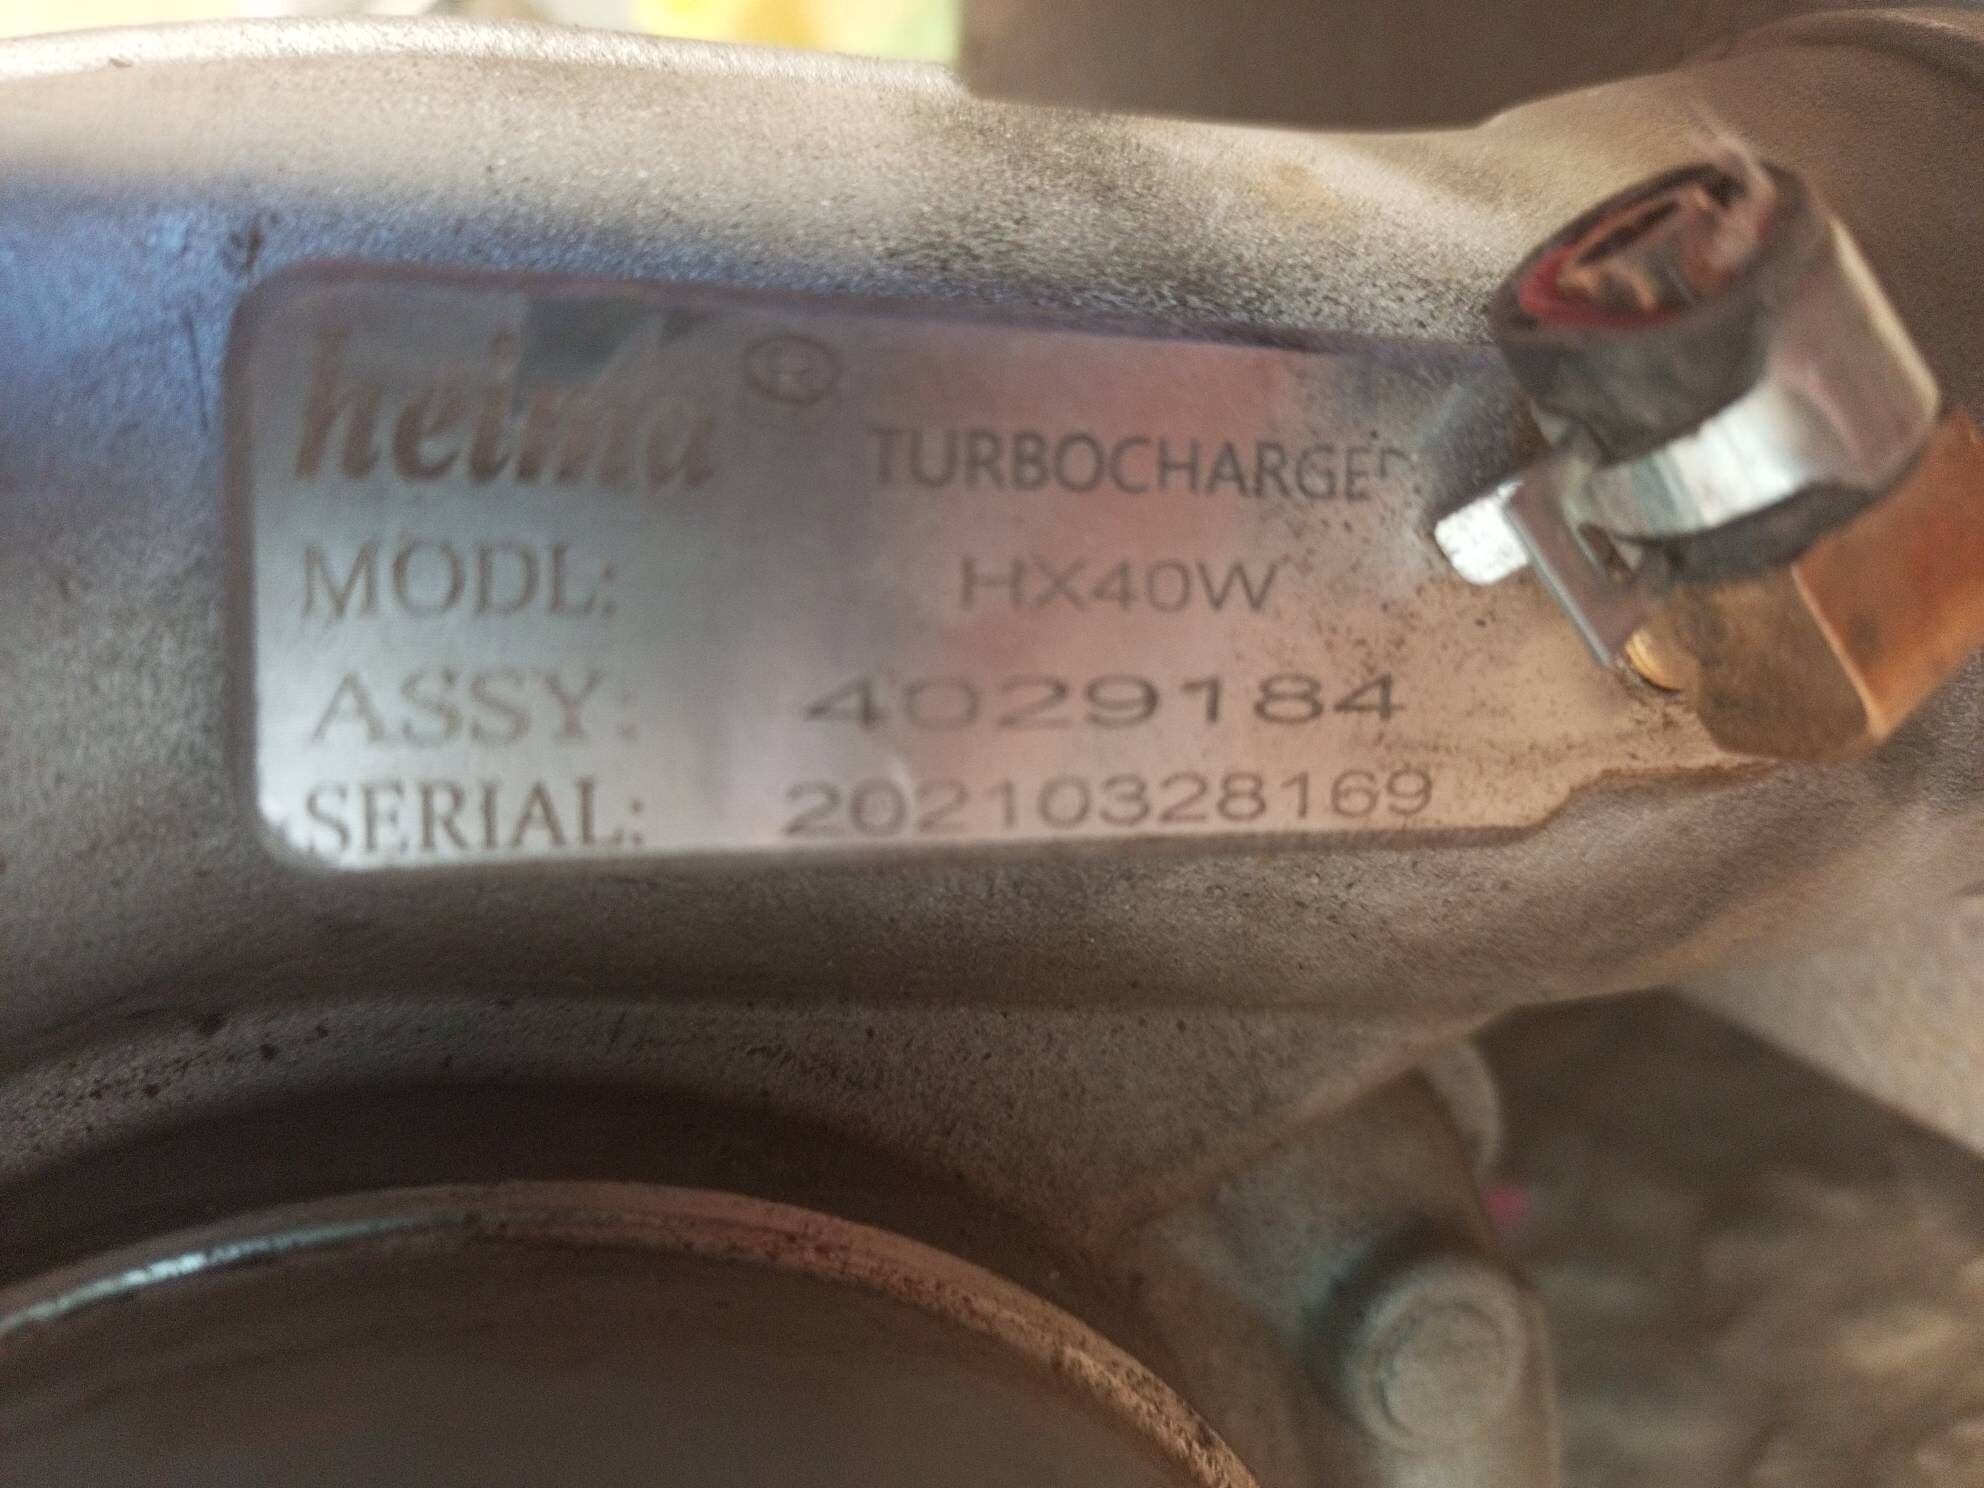 heima ® TURBOCHARGER
MODL: HX40W
ASSY: 4029184
SERIAL: 20210328169